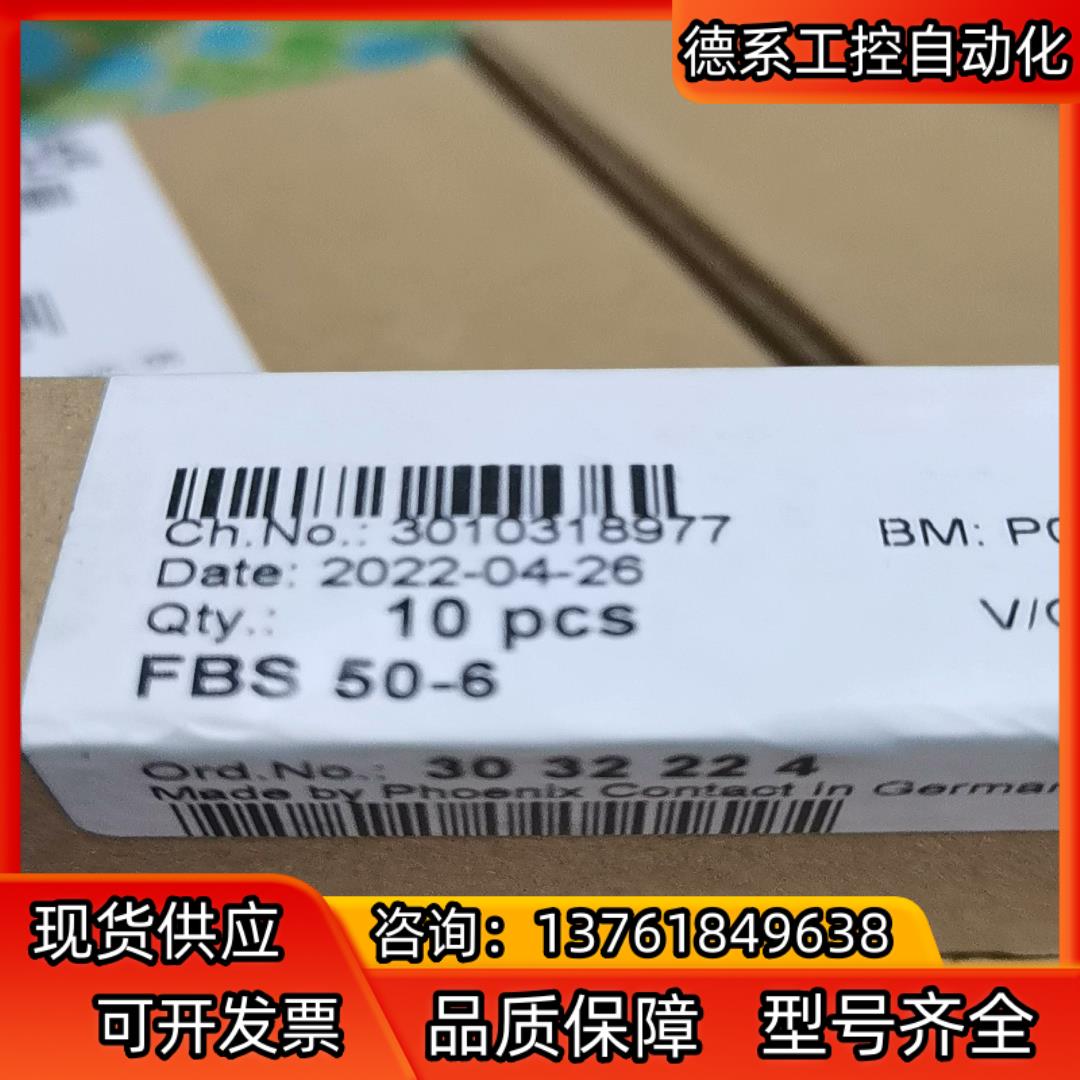 德系工控自动化
Ch.No.: 3010318977
BM: P
Date: 2022-04-26
Qty.: 10 pcs
V/
FBS 50-6
Ord.No.: 30 32 22 4
Made by Phoenix Contact in German
现货供应
咨询：13761849638
可开发票
品质保障
型号齐全